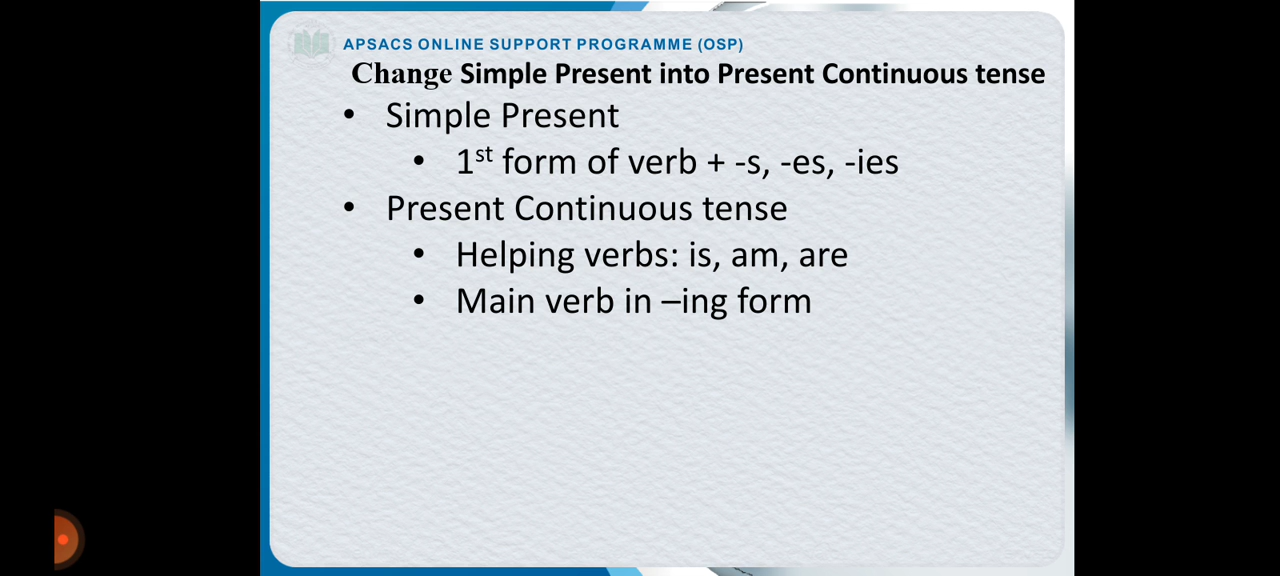 APSACS ONLINE SUPPORT PROGRAMME (OSP)
Change Simple Present into Present Continuous tense
• Simple Present
• 1st form of verb + -s, -es, -ies
• Present Continuous tense
• Helping verbs: is, am, are
• Main verb in –ing form